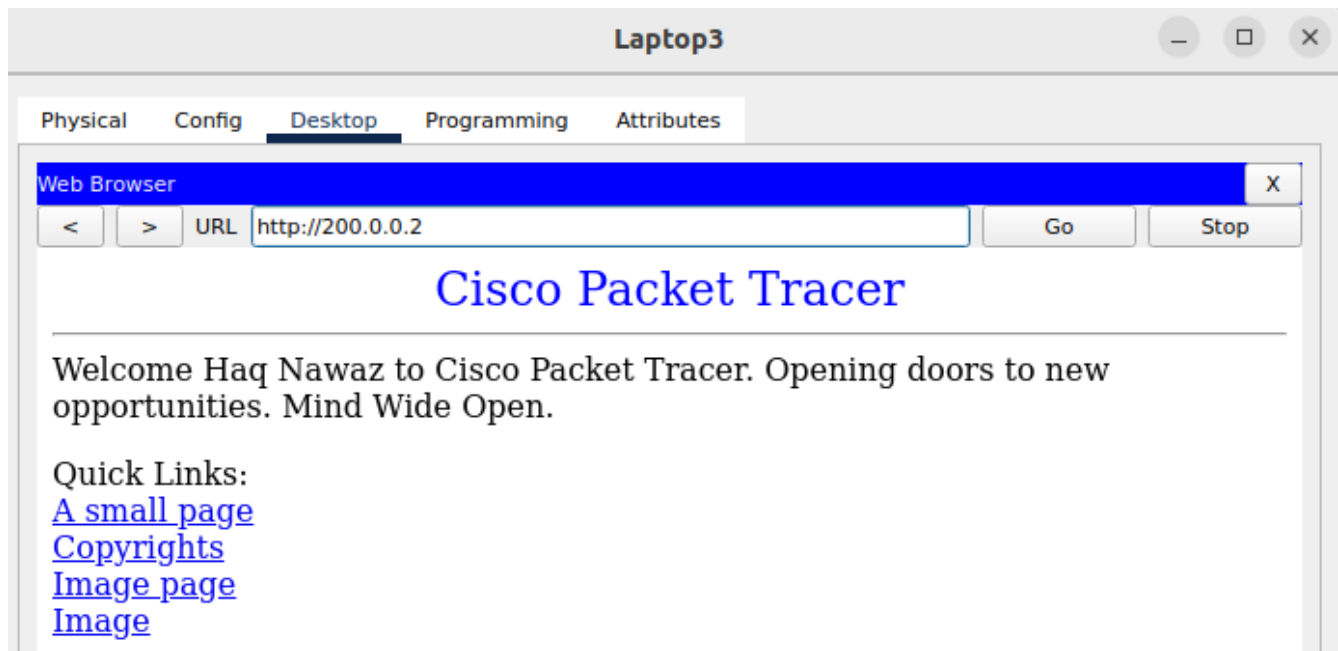 Laptop3
Physical Config Desktop Programming Attributes
Web Browser X
< > URL http://200.0.0.2 Go Stop
Cisco Packet Tracer
Welcome Haq Nawaz to Cisco Packet Tracer. Opening doors to new
opportunities. Mind Wide Open.
Quick Links:
A small page
Copyrights
Image page
Image